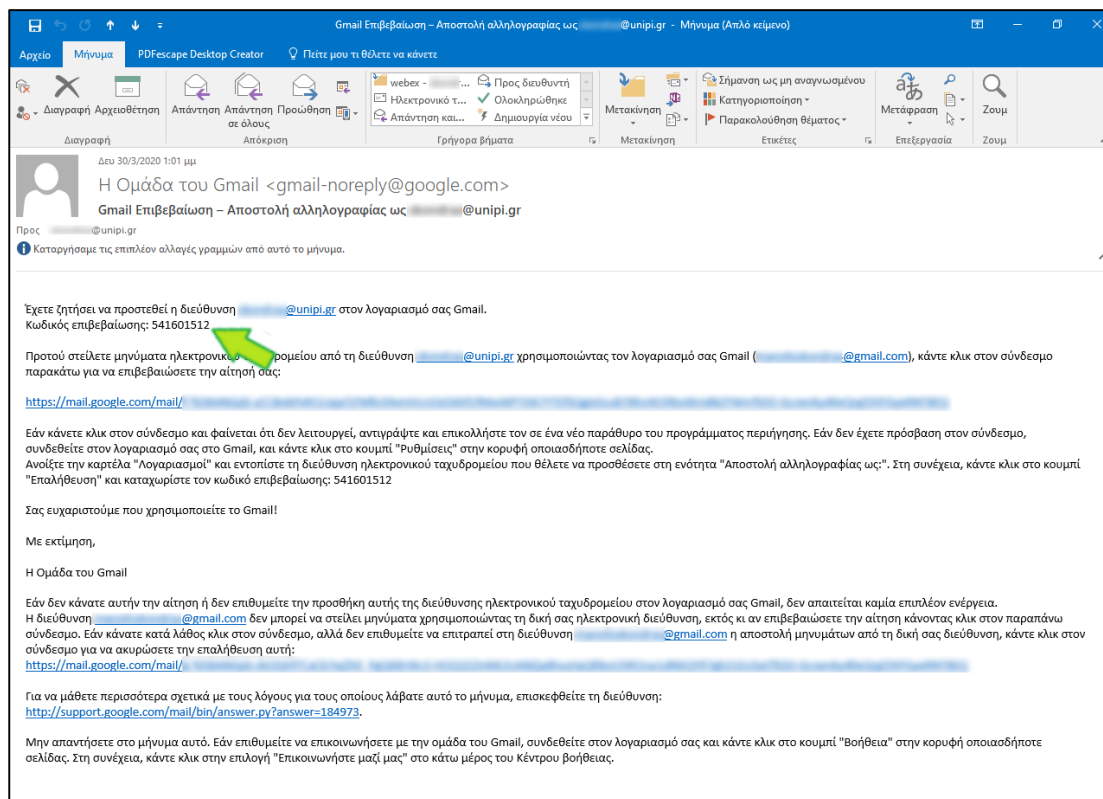 Gmail Επιβεβαίωση – Αποστολή αλληλογραφίας ως @unipi.gr - Μήνυμα (Απλό κείμενο)
Αρχείο Μήνυμα PDFescape Desktop Creator Πείτε μου τι θέλετε να κάνετε
webex - ... Προς διευθυντή
Ηλεκτρονικό τ... Ολοκληρώθηκε
Απάντηση και... Δημιουργία νέου
Διαγραφή Αρχειοθέτηση Απάντηση Απάντηση σε όλους Προώθηση
Μετακίνηση
Σήμανση ως μη αναγνωσμένου
Κατηγοριοποίηση
Παρακολούθηση θέματος
Μετάφραση Ζουμ
Διαγραφή Απόκριση Γρήγορα βήματα Μετακίνηση Ετικέτες Επεξεργασία Ζουμ
Δευ 30/3/2020 1:01 μμ
Η Ομάδα του Gmail <gmail-noreply@google.com>
Gmail Επιβεβαίωση – Αποστολή αλληλογραφίας ως @unipi.gr
Προς @unipi.gr
Καταργήσαμε τις επιπλέον αλλαγές γραμμών από αυτό το μήνυμα.
Έχετε ζητήσει να προστεθεί η διεύθυνση @unipi.gr στον λογαριασμό σας Gmail.
Κωδικός επιβεβαίωσης: 541601512
Προτού στείλετε μηνύματα ηλεκτρονικού δρομείου από τη διεύθυνση @unipi.gr χρησιμοποιώντας τον λογαριασμό σας Gmail ( @gmail.com), κάντε κλικ στον σύνδεσμο
παρακάτω για να επιβεβαιώσετε την αίτησή σας:
https://mail.google.com/mail/
Εάν κάνετε κλικ στον σύνδεσμο και φαίνεται ότι δεν λειτουργεί, αντιγράψτε και επικολλήστε τον σε ένα νέο παράθυρο του προγράμματος περιήγησης. Εάν δεν έχετε πρόσβαση στον σύνδεσμο,
συνδεθείτε στον λογαριασμό σας στο Gmail, και κάντε κλικ στο κουμπί "Ρυθμίσεις" στην κορυφή οποιασδήποτε σελίδας.
Ανοίξτε την καρτέλα "Λογαριασμοί" και εντοπίστε τη διεύθυνση ηλεκτρονικού ταχυδρομείου που θέλετε να προσθέσετε στη ενότητα "Αποστολή αλληλογραφίας ως:". Στη συνέχεια, κάντε κλικ στο κουμπί
"Επαλήθευση" και καταχωρίστε τον κωδικό επιβεβαίωσης: 541601512
Σας ευχαριστούμε που χρησιμοποιείτε το Gmail!
Με εκτίμηση,
Η Ομάδα του Gmail
Εάν δεν κάνατε αυτήν την αίτηση ή δεν επιθυμείτε την προσθήκη αυτής της διεύθυνσης ηλεκτρονικού ταχυδρομείου στον λογαριασμό σας Gmail, δεν απαιτείται καμία επιπλέον ενέργεια.
Η διεύθυνση @gmail.com δεν μπορεί να στείλει μηνύματα χρησιμοποιώντας τη δική σας ηλεκτρονική διεύθυνση, εκτός κι αν επιβεβαιώσετε την αίτηση κάνοντας κλικ στον παραπάνω
σύνδεσμο. Εάν κάνατε κατά λάθος κλικ στον σύνδεσμο, αλλά δεν επιθυμείτε να επιτραπεί στη διεύθυνση @gmail.com η αποστολή μηνυμάτων από τη δική σας διεύθυνση, κάντε κλικ στον
σύνδεσμο για να ακυρώσετε την επαλήθευση αυτή:
https://mail.google.com/mail/
Για να μάθετε περισσότερα σχετικά με τους λόγους για τους οποίους λάβατε αυτό το μήνυμα, επισκεφθείτε τη διεύθυνση:
http://support.google.com/mail/bin/answer.py?answer=184973.
Μην απαντήσετε στο μήνυμα αυτό. Εάν επιθυμείτε να επικοινωνήσετε με την ομάδα του Gmail, συνδεθείτε στον λογαριασμό σας και κάντε κλικ στο κουμπί "Βοήθεια" στην κορυφή οποιασδήποτε
σελίδας. Στη συνέχεια, κάντε κλικ στην επιλογή "Επικοινωνήστε μαζί μας" στο κάτω μέρος του Κέντρου βοήθειας.